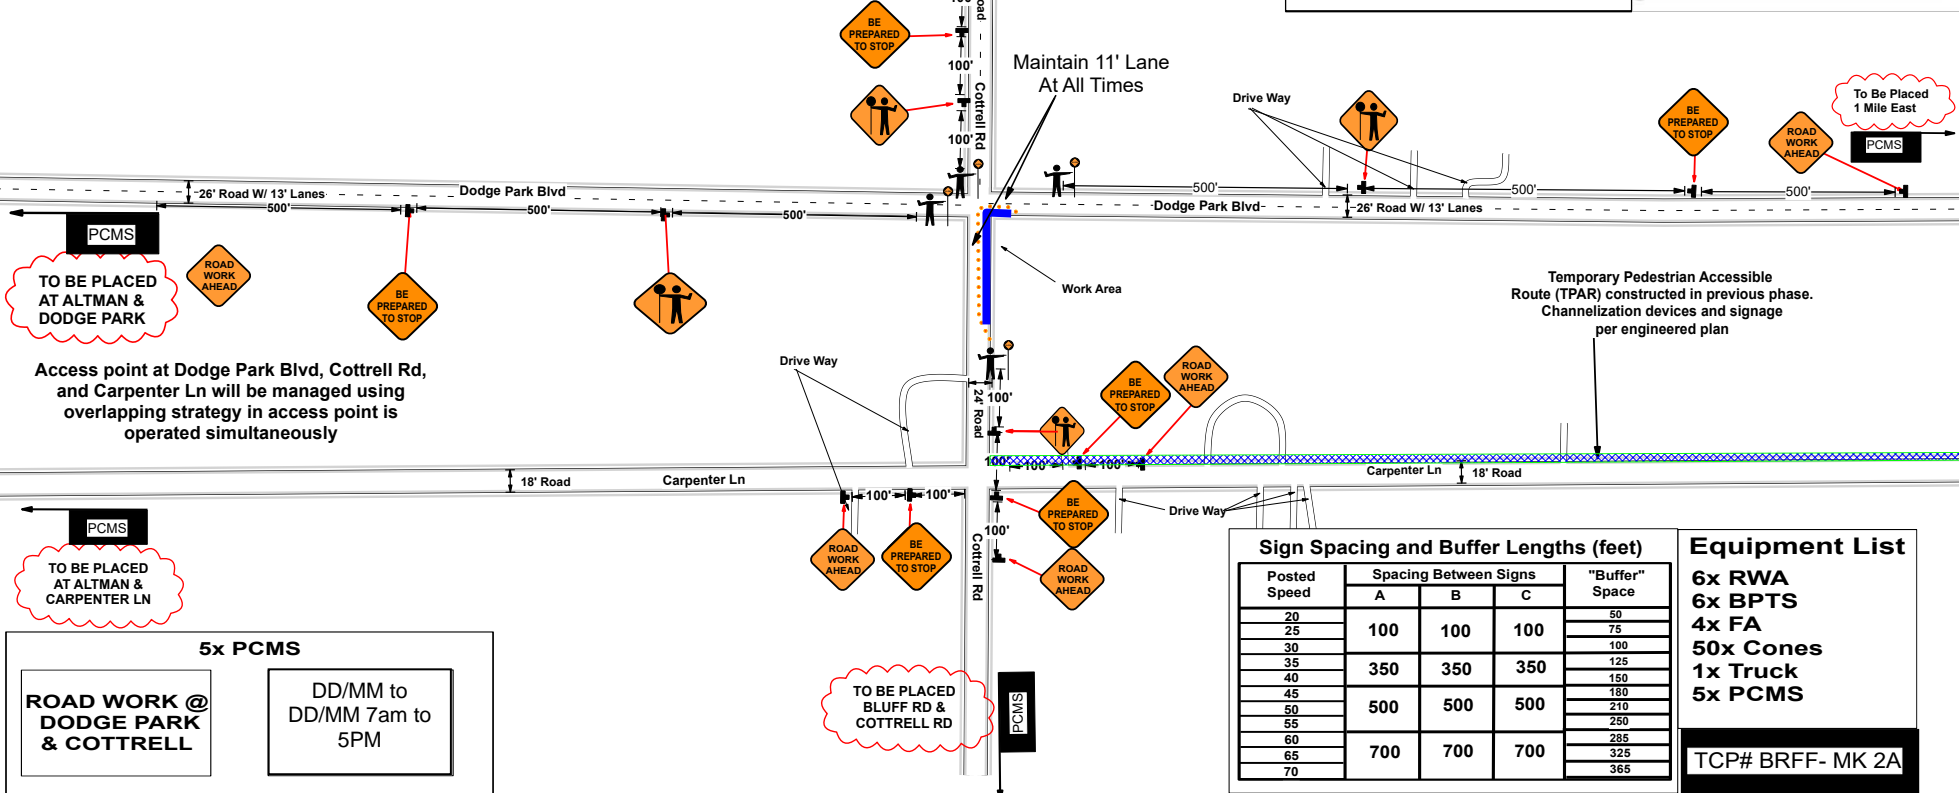 100'
Road
BE
PREPARED
TO STOP
100'
100'
Cottrell Rd
Maintain 11' Lane
At All Times
Drive Way
BE
PREPARED
TO STOP
ROAD
WORK
AHEAD
To Be Placed
1 Mile East
PCMS
26' Road W/ 13' Lanes
Dodge Park Blvd
500'
500'
500'
500'
500'
500'
Dodge Park Blvd
26' Road W/ 13' Lanes
PCMS
TO BE PLACED
AT ALTMAN &
DODGE PARK
ROAD
WORK
AHEAD
BE
PREPARED
TO STOP
Work Area
Temporary Pedestrian Accessible
Route (TPAR) constructed in previous phase.
Channelization devices and signage
per engineered plan
Access point at Dodge Park Blvd, Cottrell Rd,
and Carpenter Ln will be managed using
overlapping strategy in access point is
operated simultaneously
Drive Way
24' Road
100'
BE
PREPARED
TO STOP
ROAD
WORK
AHEAD
100'
100'
100'
18' Road
Carpenter Ln
Carpenter Ln
18' Road
100'
100'
Drive Way
BE
PREPARED
TO STOP
100'
ROAD
WORK
AHEAD
ROAD
WORK
AHEAD
BE
PREPARED
TO STOP
Cottrell Rd
PCMS
TO BE PLACED
AT ALTMAN &
CARPENTER LN
TO BE PLACED
BLUFF RD &
COTTRELL RD
PCMS
5x PCMS
ROAD WORK @
DODGE PARK
& COTTRELL
DD/MM to
DD/MM 7am to
5PM
Sign Spacing and Buffer Lengths (feet)
Posted Speed Spacing Between Signs "Buffer" Space
A B C
20 50
25 100 100 100 75
30 100
35 350 350 350 125
40 150
45 180
50 500 500 500 210
55 250
60 285
65 700 700 700 325
70 365
Equipment List
6x RWA
6x BPTS
4x FA
50x Cones
1x Truck
5x PCMS
TCP# BRFF- MK 2A